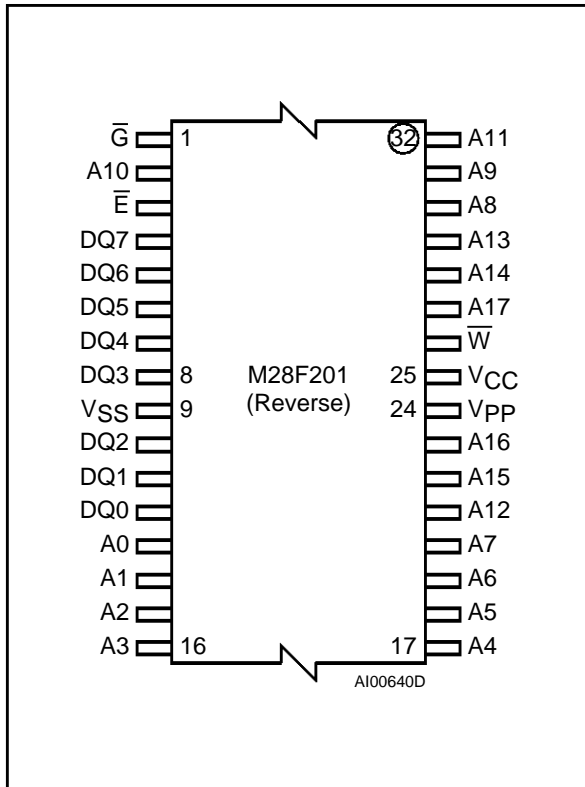 G̅ 1 32 A11
A10 A9
E̅ A8
DQ7 A13
DQ6 A14
DQ5 A17
DQ4 W̅
DQ3 8 M28F201 25 VCC
VSS 9 (Reverse) 24 VPP
DQ2 A16
DQ1 A15
DQ0 A12
A0 A7
A1 A6
A2 A5
A3 16 17 A4
AI00640D